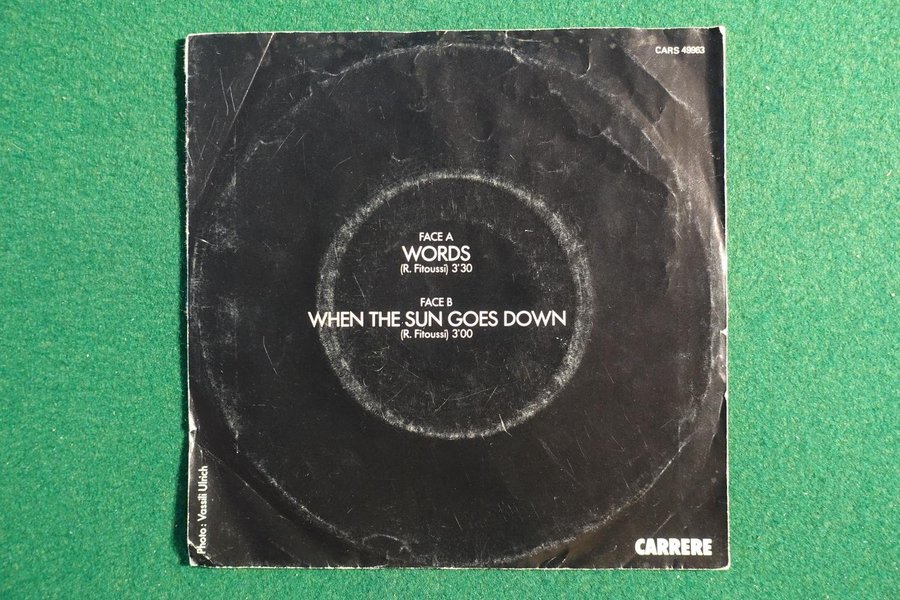 CARS 49963
FACE A
WORDS
(R. Fitoussi) 3'30
FACE B
WHEN THE SUN GOES DOWN
(R. Fitoussi) 3'00
Photo : Vassili Ulrich
CARRERE